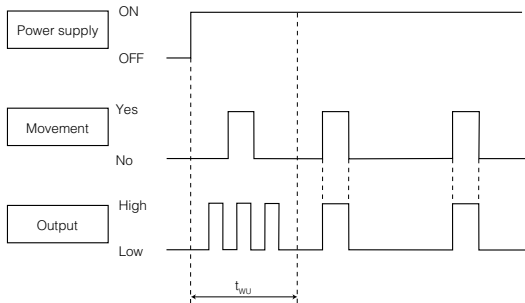 ON
Power supply
OFF
Yes
Movement
No
High
Output
Low
tWU